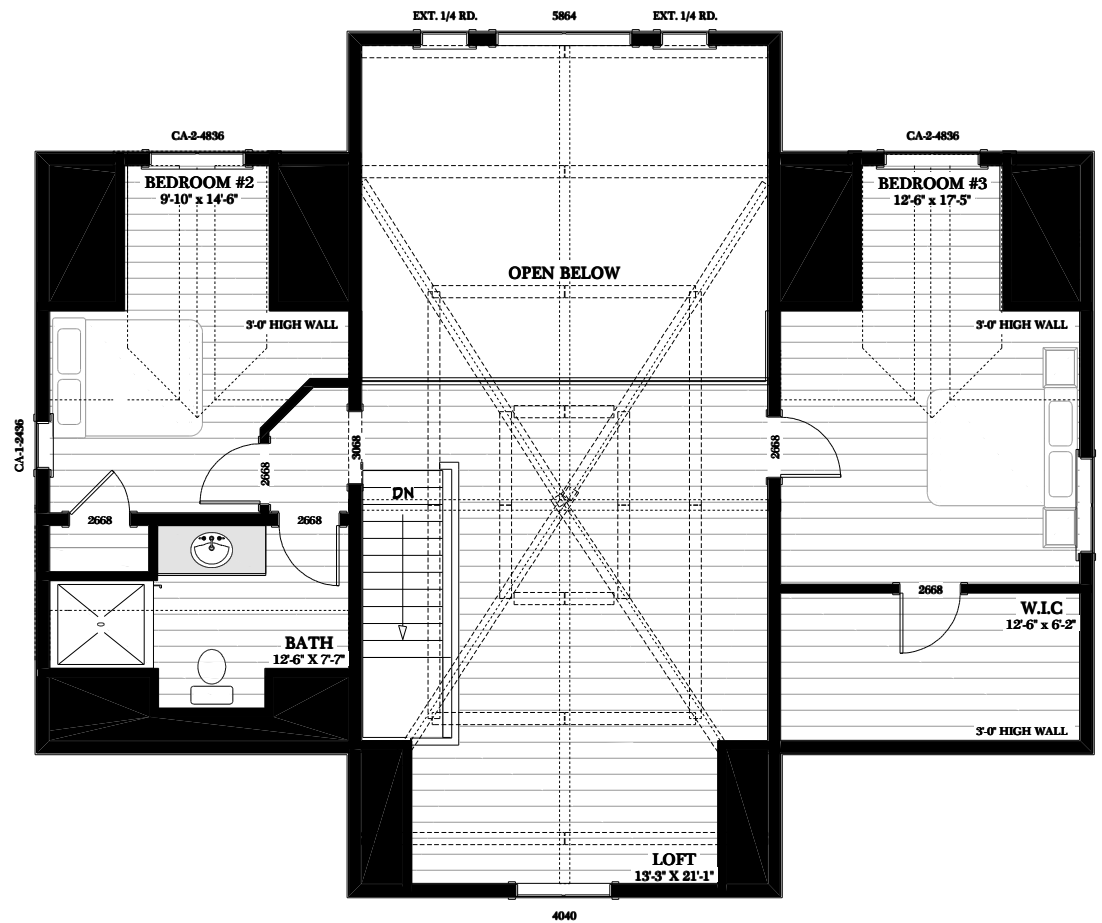 EXT. 1/4 RD.
5864
EXT. 1/4 RD.
CA-2-4836
CA-2-4836
BEDROOM #2
9'-10" x 14'-6"
BEDROOM #3
12'-6" x 17'-5"
OPEN BELOW
3'-0" HIGH WALL
3'-0" HIGH WALL
CA-1-2436
2668
3068
2668
DN
2668
2668
2668
W.I.C
12'-6" x 6'-2"
BATH
12'-6" X 7'-7"
3'-0" HIGH WALL
LOFT
13'-3" X 21'-1"
4040